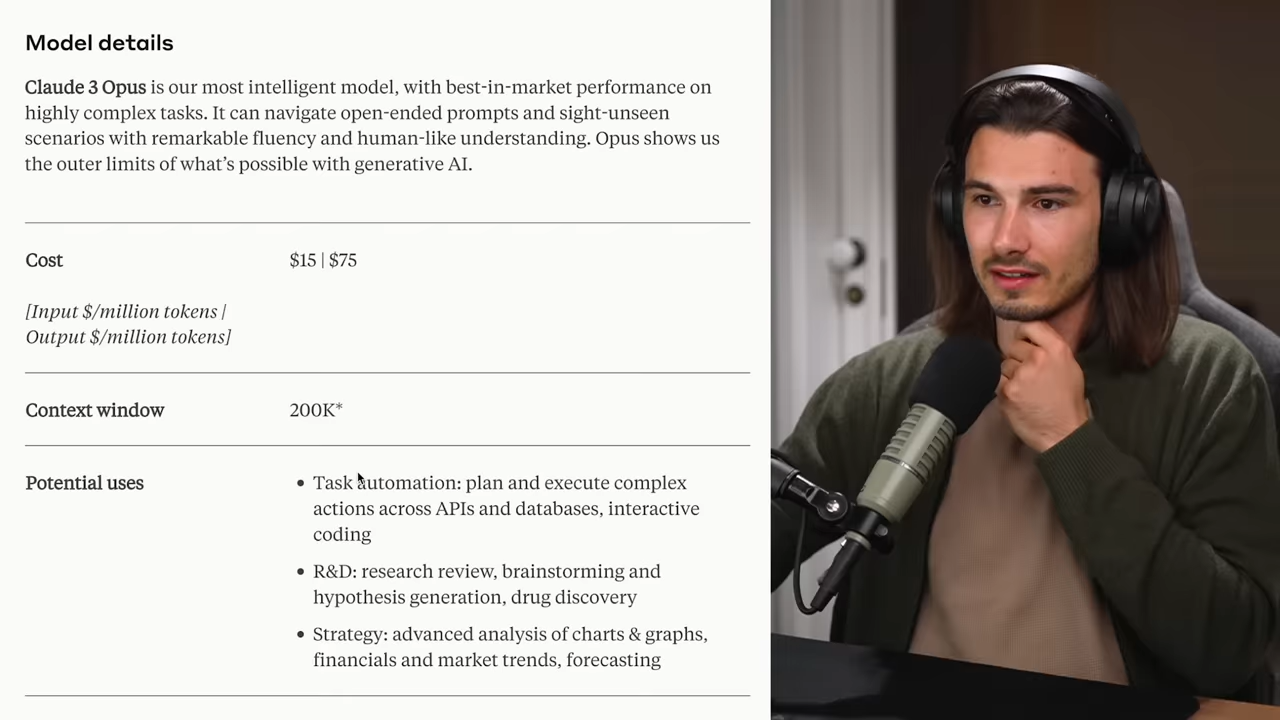 Model details
Claude 3 Opus is our most intelligent model, with best-in-market performance on
highly complex tasks. It can navigate open-ended prompts and sight-unseen
scenarios with remarkable fluency and human-like understanding. Opus shows us
the outer limits of what’s possible with generative AI.
Cost
$15 | $75
[Input $/million tokens |
Output $/million tokens]
Context window
200K*
Potential uses
• Task automation: plan and execute complex
actions across APIs and databases, interactive
coding
• R&D: research review, brainstorming and
hypothesis generation, drug discovery
• Strategy: advanced analysis of charts & graphs,
financials and market trends, forecasting